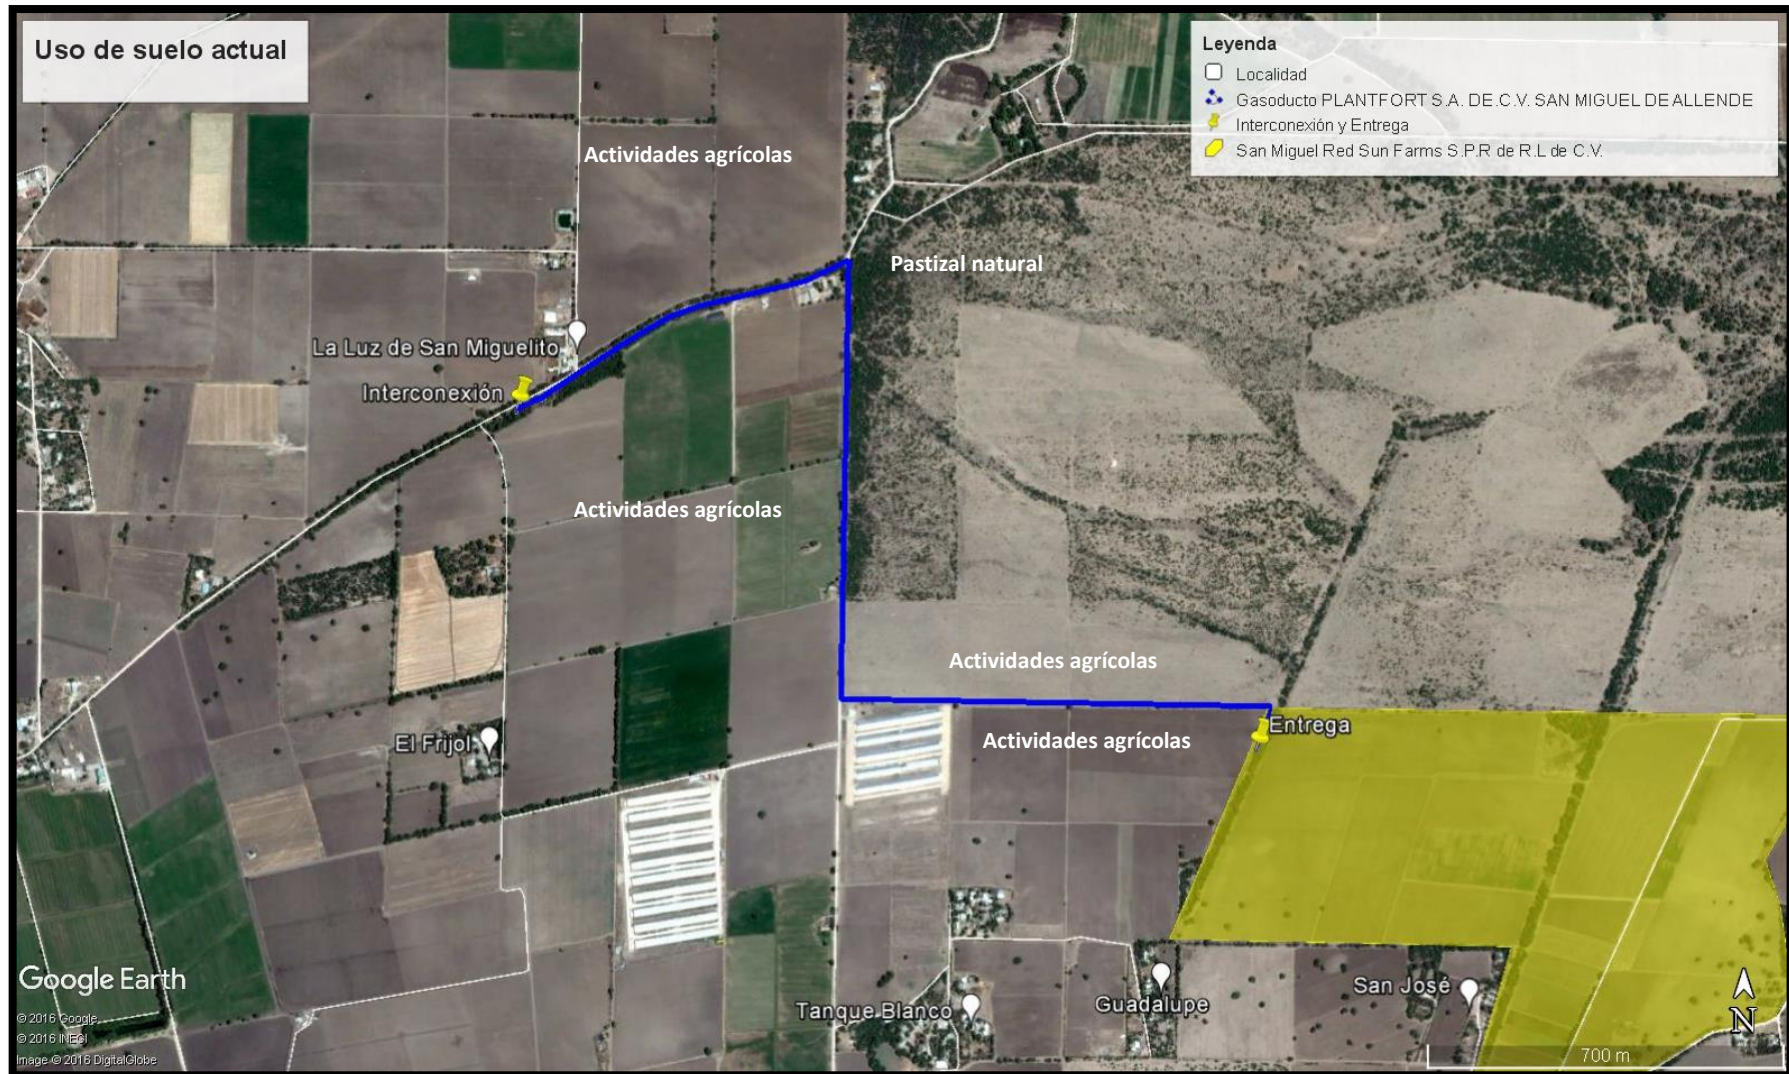 Uso de suelo actual
Leyenda
Localidad
Gasoducto PLANTFORT S.A. DE.C.V. SAN MIGUEL DE ALLENDE
Interconexión y Entrega
San Miguel Red Sun Farms S.P.R de R.L de C.V.
Actividades agrícolas
Pastizal natural
La Luz de San Miguelito
Interconexión
Actividades agrícolas
Actividades agrícolas
Entrega
Actividades agrícolas
El Frijol
Google Earth
San José
Guadalupe
Tanque Blanco
N
© 2016 Google
© 2016 INEGI
Image © 2016 DigitalGlobe
700 m